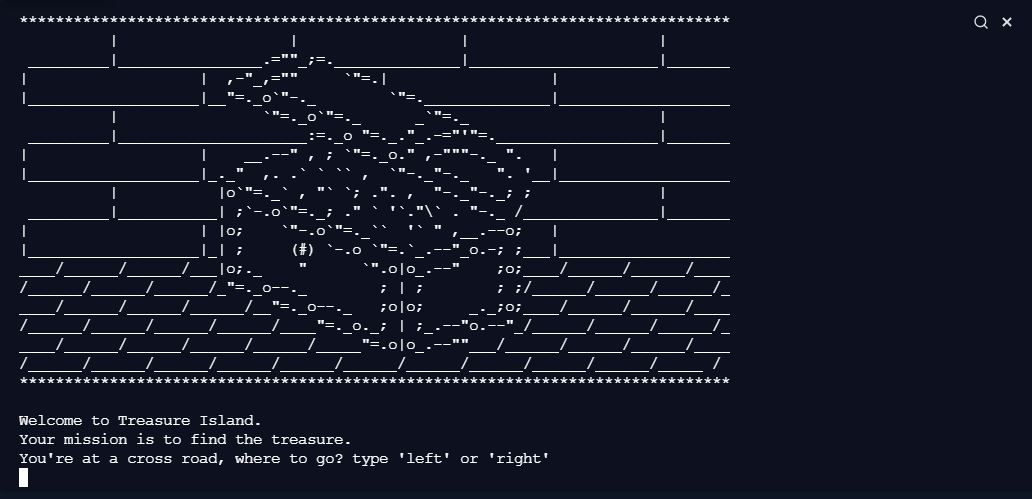 Welcome to Treasure Island.
Your mission is to find the treasure.
You're at a cross road, where to go? type 'left' or 'right'